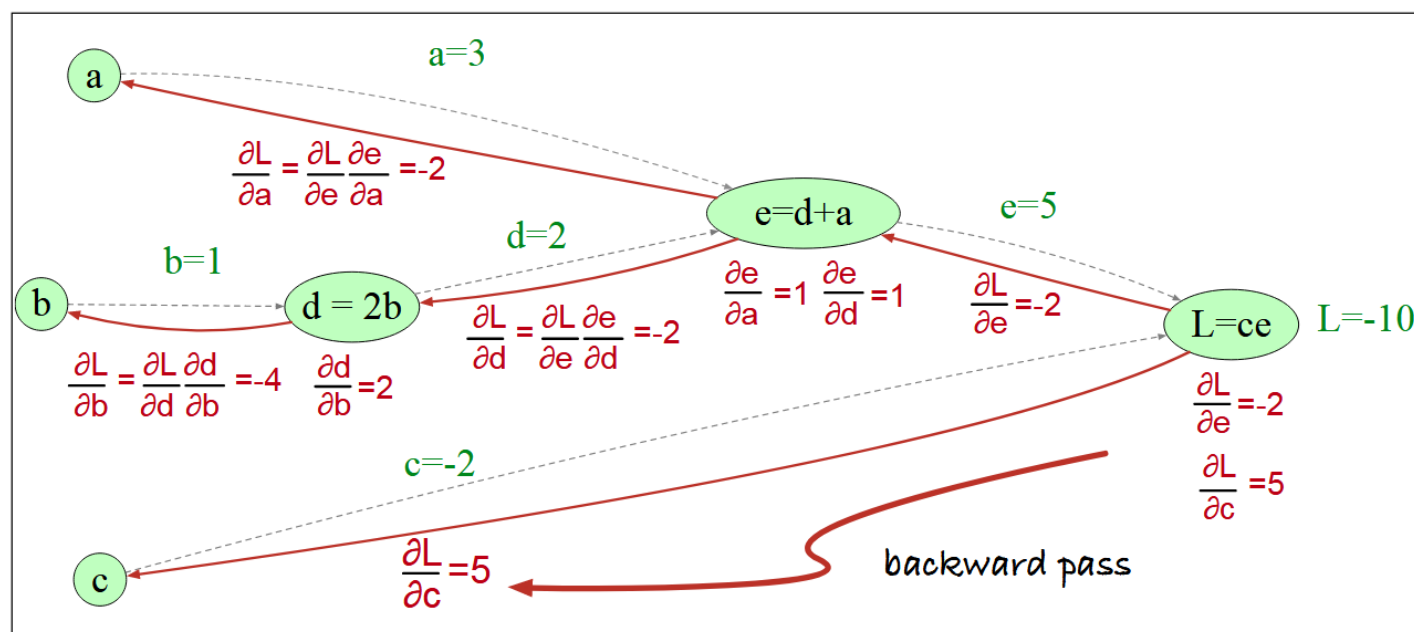 a=3
a
∂L/∂a = ∂L/∂e ∂e/∂a =-2
e=d+a
e=5
d=2
b=1
b
d = 2b
∂e/∂a =1 ∂e/∂d =1
∂L/∂e =-2
L=ce
L=-10
∂L/∂d = ∂L/∂e ∂e/∂d =-2
∂L/∂b = ∂L/∂d ∂d/∂b =-4
∂d/∂b =2
∂L/∂e =-2
c=-2
∂L/∂c =5
c
∂L/∂c =5
backward pass